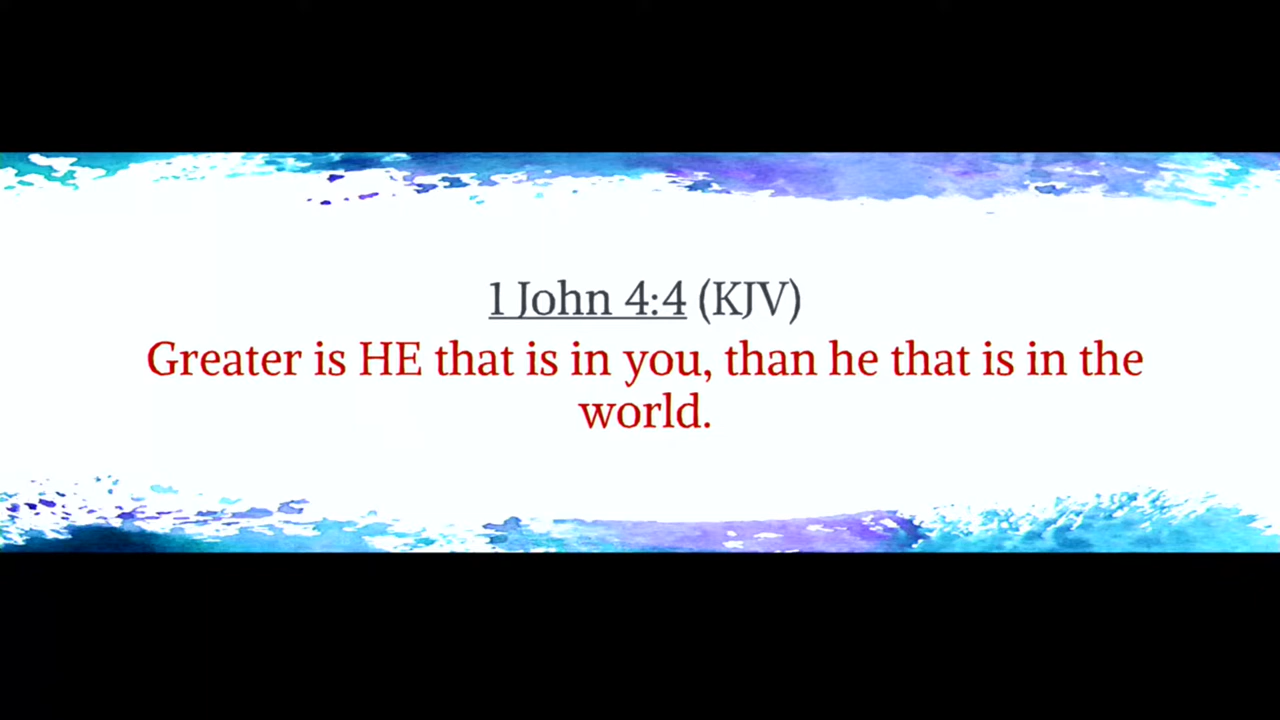 1 John 4:4 (KJV)
Greater is HE that is in you, than he that is in the
world.